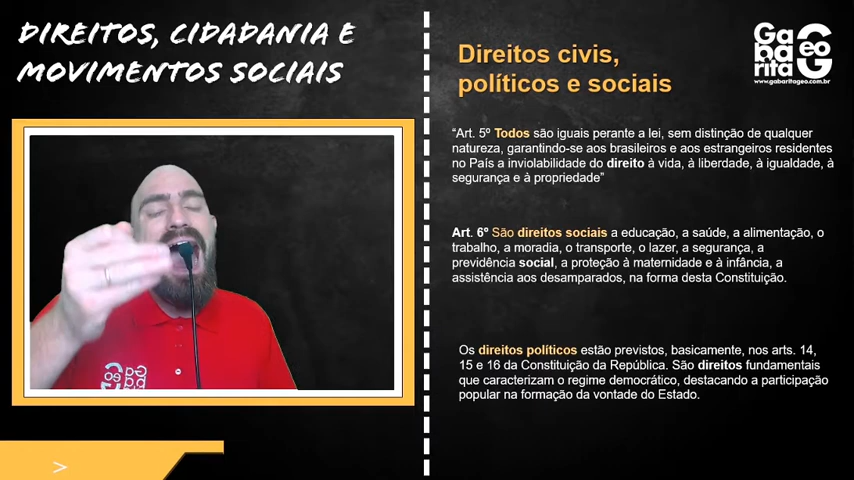 DIREITOS, CIDADANIA E
MOVIMENTOS SOCIAIS
Direitos civis,
políticos e sociais
Gabarita Geo
www.gabaritageo.com.br
“Art. 5º Todos são iguais perante a lei, sem distinção de qualquer
natureza, garantindo-se aos brasileiros e aos estrangeiros residentes
no País a inviolabilidade do direito à vida, à liberdade, à igualdade, à
segurança e à propriedade”
Art. 6º São direitos sociais a educação, a saúde, a alimentação, o
trabalho, a moradia, o transporte, o lazer, a segurança, a
previdência social, a proteção à maternidade e à infância, a
assistência aos desamparados, na forma desta Constituição.
Os direitos políticos estão previstos, basicamente, nos arts. 14,
15 e 16 da Constituição da República. São direitos fundamentais
que caracterizam o regime democrático, destacando a participação
popular na formação da vontade do Estado.
>